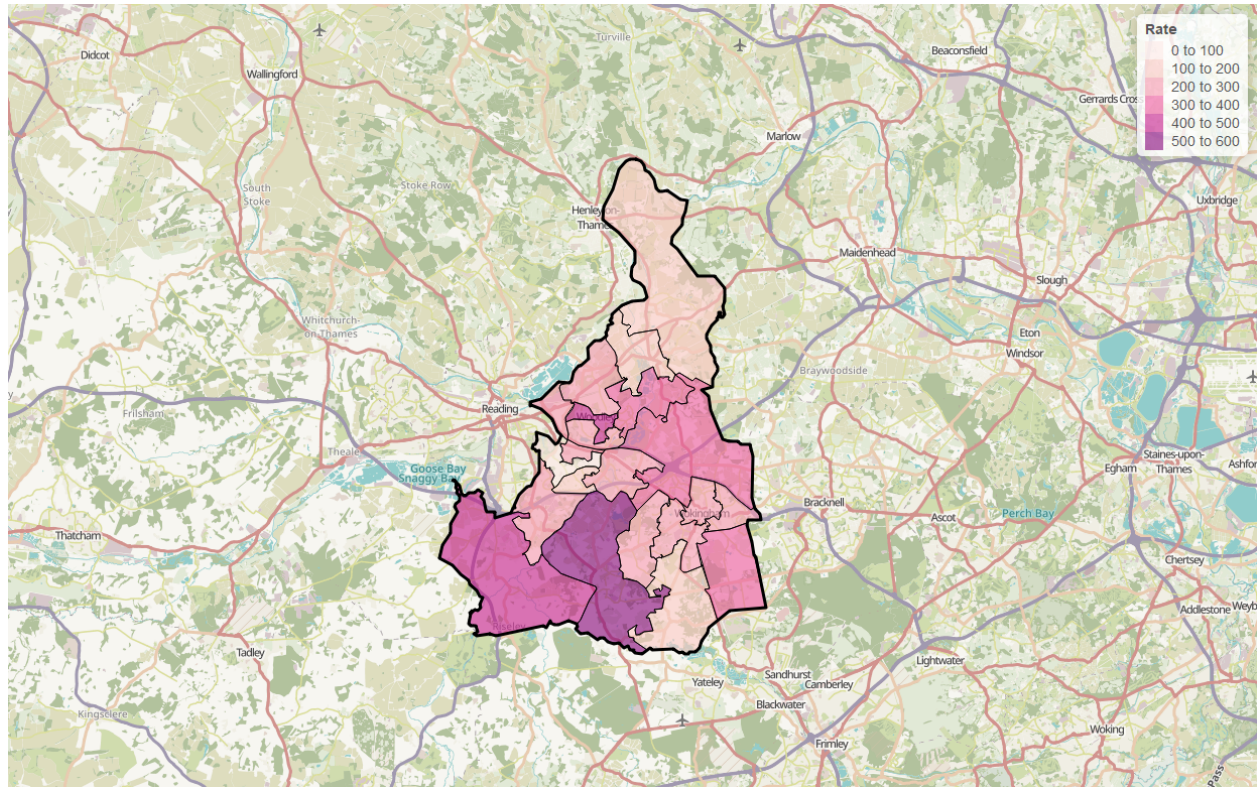 Rate
0 to 100
100 to 200
200 to 300
300 to 400
400 to 500
500 to 600
Didcot
Wallingford
Turville
Beaconsfield
Gerrards Cross
Marlow
South
Stoke
Stoke Row
Henley-on-
Thames
Uxbridge
Maidenhead
Slough
Whitchurch-
on-Thames
Eton
Windsor
Braywoodside
Reading
Frilsham
Theale
Goose Bay
Snaggy Bay
Staines-upon-
Thames
Egham
Ashfor
Wokingham
Bracknell
Ascot
Perch Bay
Thatcham
Chertsey
Addlestone
Weyb
Riseley
Tadley
Lightwater
Yateley
Sandhurst
Camberley
Blackwater
Kingsclere
Woking
Frimley
Pass